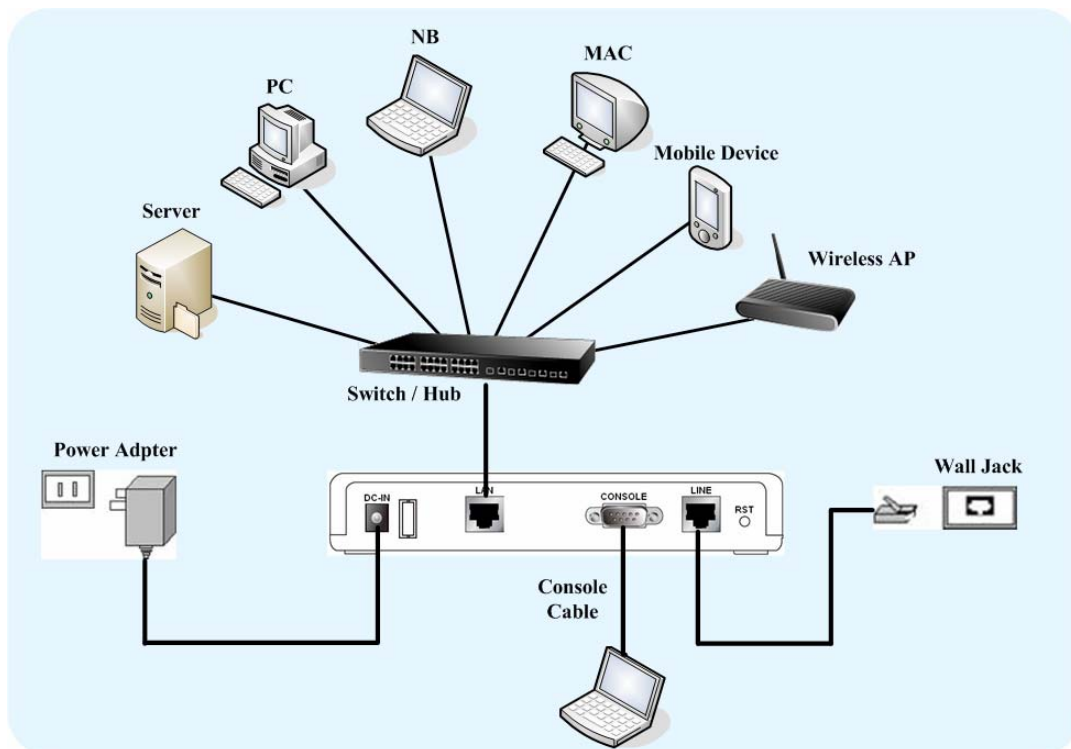 NB
MAC
PC
Mobile Device
Server
Wireless AP
Switch / Hub
Power Adpter
Wall Jack
DC-IN
LAN
CONSOLE
LINE
RST
Console
Cable